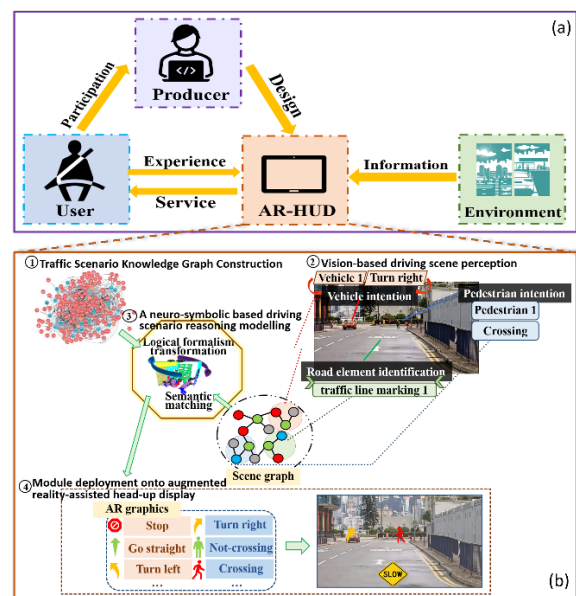 (a)
Producer
Participation
Design
User
Experience
Service
AR-HUD
Information
Environment
①Traffic Scenario Knowledge Graph Construction
②Vision-based driving scene perception
Vehicle 1
Turn right
Vehicle intention
Pedestrian intention
Pedestrian 1
Crossing
Road element identification
traffic line marking 1
③A neuro-symbolic based driving
scenario reasoning modelling
Logical formalism
transformation
Semantic
matching
Scene graph
④Module deployment onto augmented
reality-assisted head-up display
AR graphics
Stop
Turn right
Go straight
Not-crossing
Turn left
Crossing
...
...
SLOW
(b)